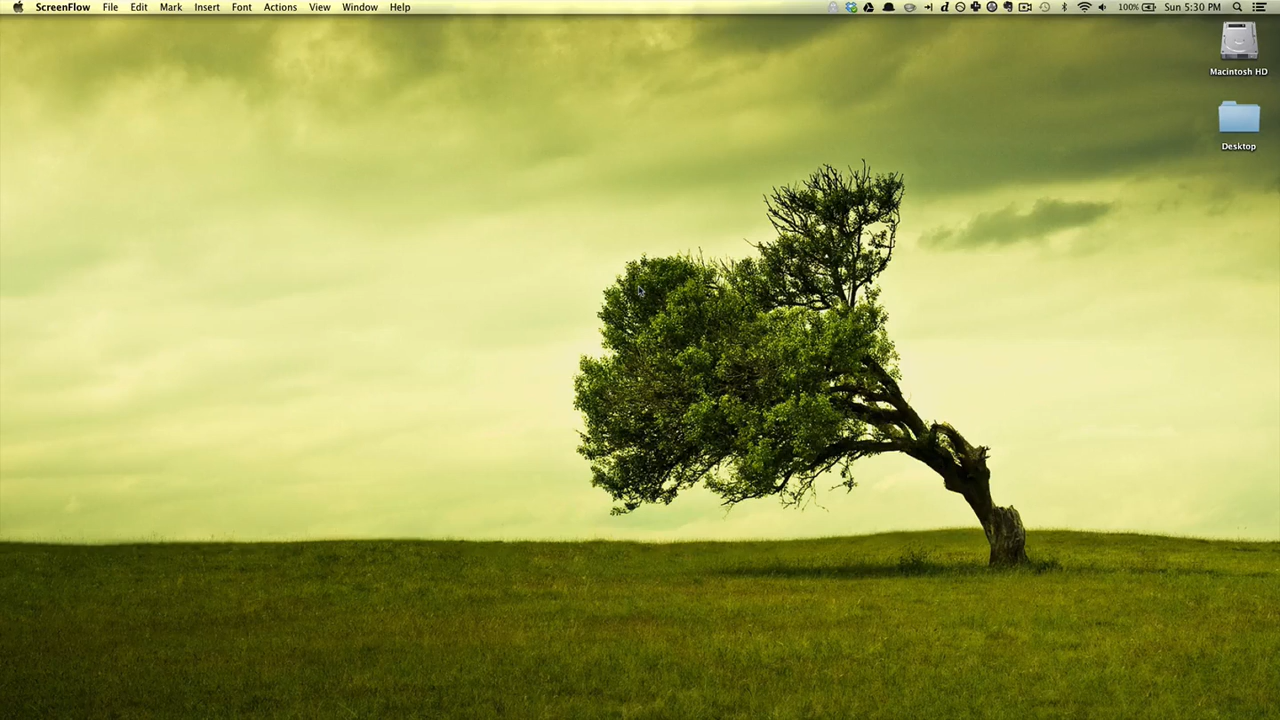 ScreenFlow File Edit Mark Insert Font Actions View Window Help 100% Sun 5:30 PM
Macintosh HD
Desktop